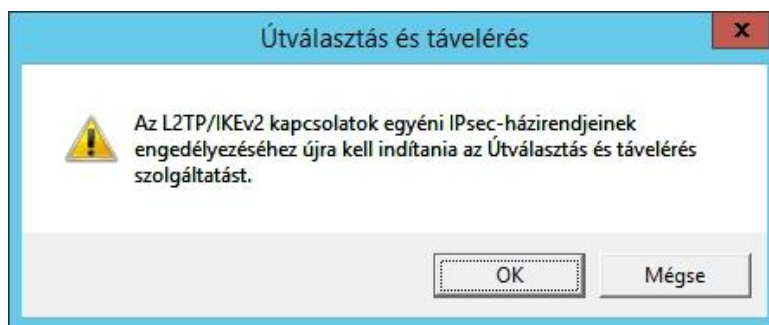 Útválasztás és távelérés
x
Az L2TP/IKEv2 kapcsolatok egyéni IPsec-házirendjeinek
engedélyezéséhez újra kell indítania az Útválasztás és távelérés
szolgáltatást.
OK
Mégse